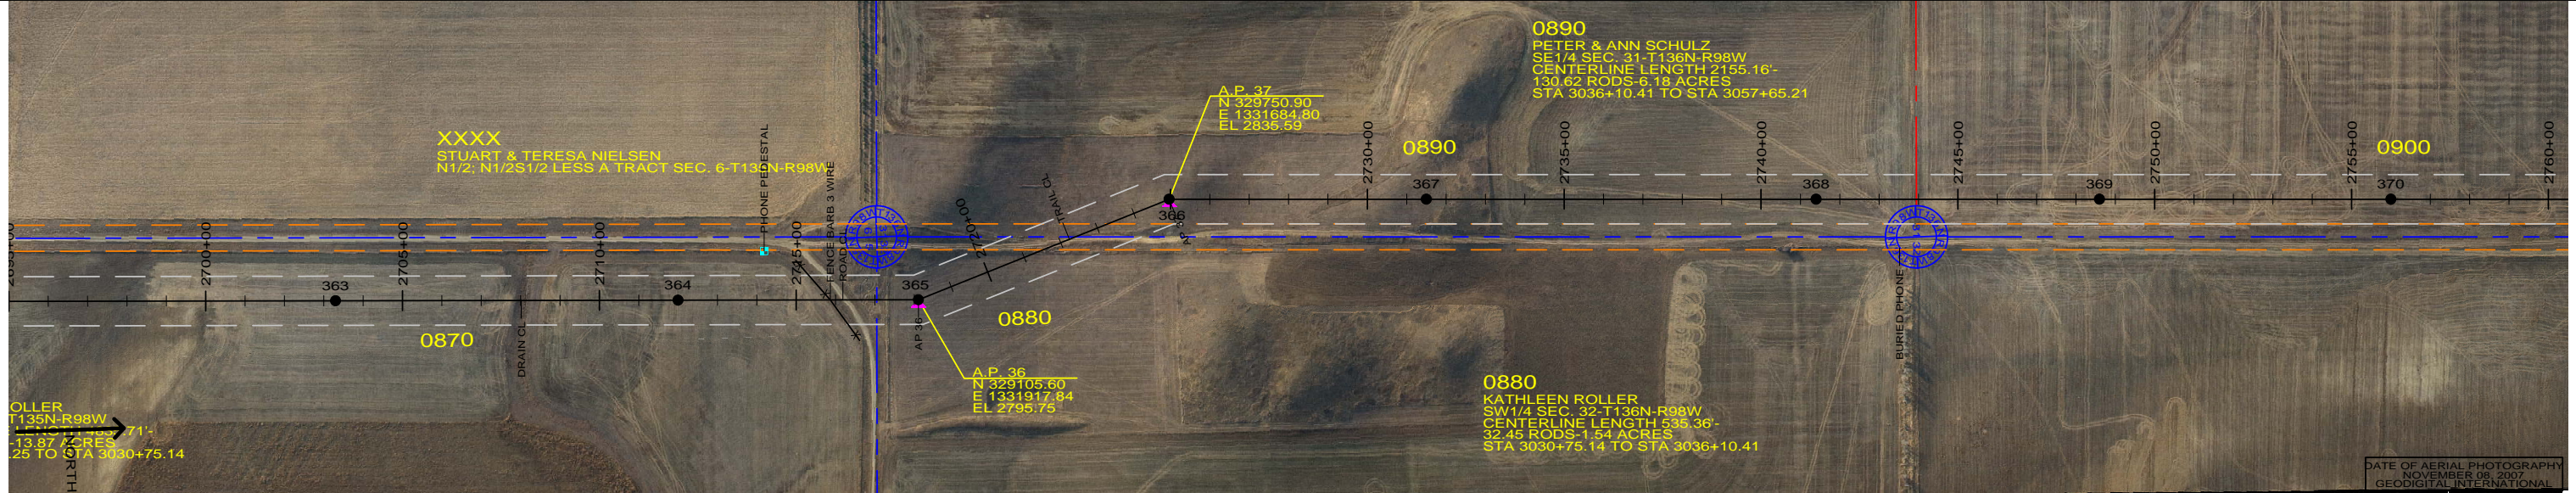 0890
PETER & ANN SCHULZ
SE1/4 SEC. 31-T136N-R98W
CENTERLINE LENGTH 2155.16'-
130.62 RODS-6.18 ACRES
STA 3036+10.41 TO STA 3057+65.21
A.P. 37
N 329750.90
E 1331684.80
EL 2835.59
XXXX
STUART & TERESA NIELSEN
N1/2; N1/2S1/2 LESS A TRACT SEC. 6-T135N-R98W
PHONE PEDESTAL
FENCE BARB 3 WIRE
ROAD CL
TRAIL CL
0890
0900
2700+00
2705+00
2710+00
2715+00
2720+00
2730+00
2735+00
2740+00
2745+00
2750+00
2755+00
2760+00
363
364
365
366
367
368
369
370
0870
0880
DRAIN CL
AP 36
BURIED PHONE
A.P. 36
N 329105.60
E 1331917.84
EL 2795.75
0880
KATHLEEN ROLLER
SW1/4 SEC. 32-T136N-R98W
CENTERLINE LENGTH 535.36'-
32.45 RODS-1.54 ACRES
STA 3030+75.14 TO STA 3036+10.41
OLLER
T135N-R98W
-13.87 ACRES
.25 TO STA 3030+75.14
NORTH
DATE OF AERIAL PHOTOGRAPHY
NOVEMBER 08, 2007
GEODIGITAL INTERNATIONAL